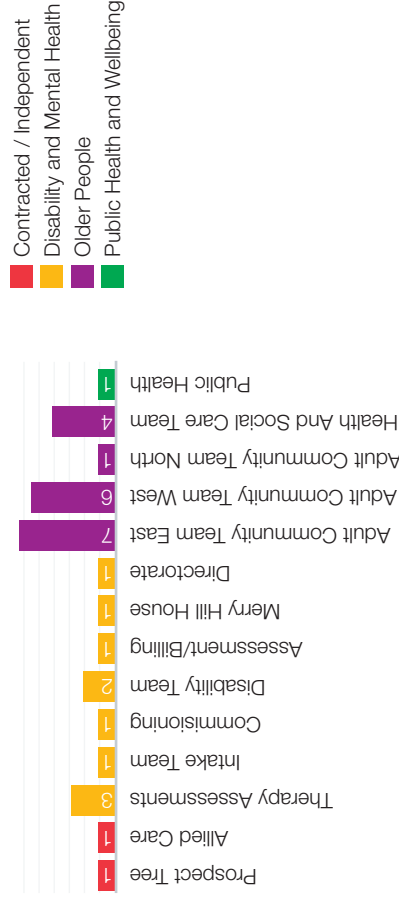 Contracted / Independent
Disability and Mental Health
Older People
Public Health and Wellbeing
1 Prospect Tree
1 Allied Care
3 Therapy Assessments
1 Intake Team
1 Commisioning
2 Disability Team
1 Assessment/Billing
1 Merry Hill House
1 Directorate
7 Adult Community Team East
6 Adult Community Team West
1 Adult Community Team North
4 Health And Social Care Team
1 Public Health